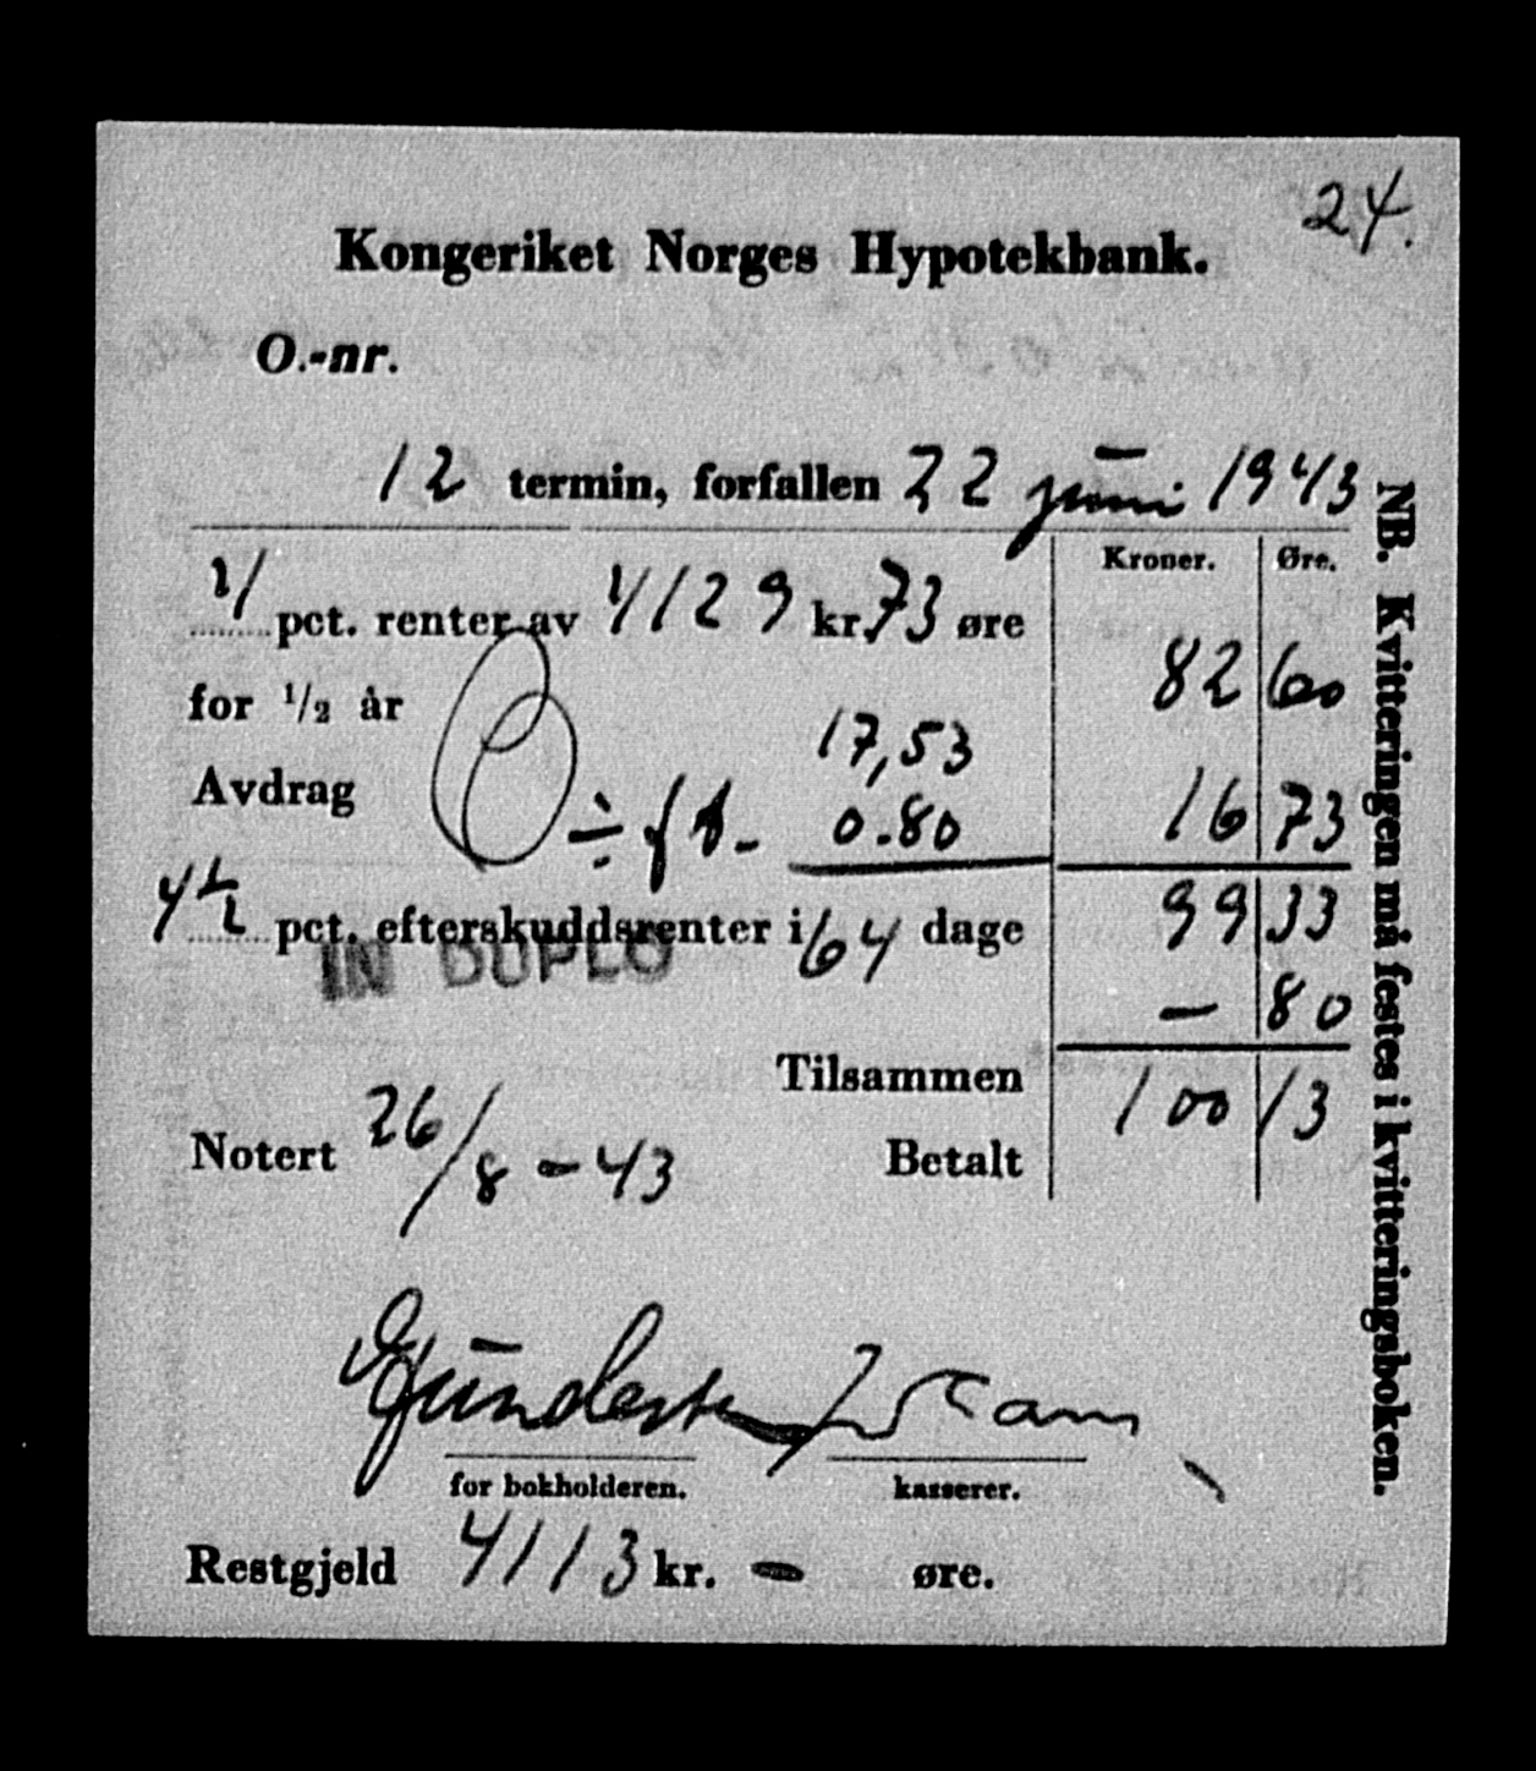 24.
Kongeriket Norges Hypotekbank.
O.-nr.
12 termin, forfallen 22 juni 1943
Kroner. Øre.
4 pct. renter av 4129 kr. 73 øre
82 60
for 1/2 år
17,53
Avdrag ÷ 0.80 16 73
4 1/2 pct. efterskuddsrenter i 64 dage 99 33
IN DUPLO
— 80
Tilsammen 100 13
Notert 26/8-43 Betalt
for bokholderen. kasserer.
Restgjeld 4113 kr. — øre.
NB. Kvitteringen må festes i kvitteringsboken.